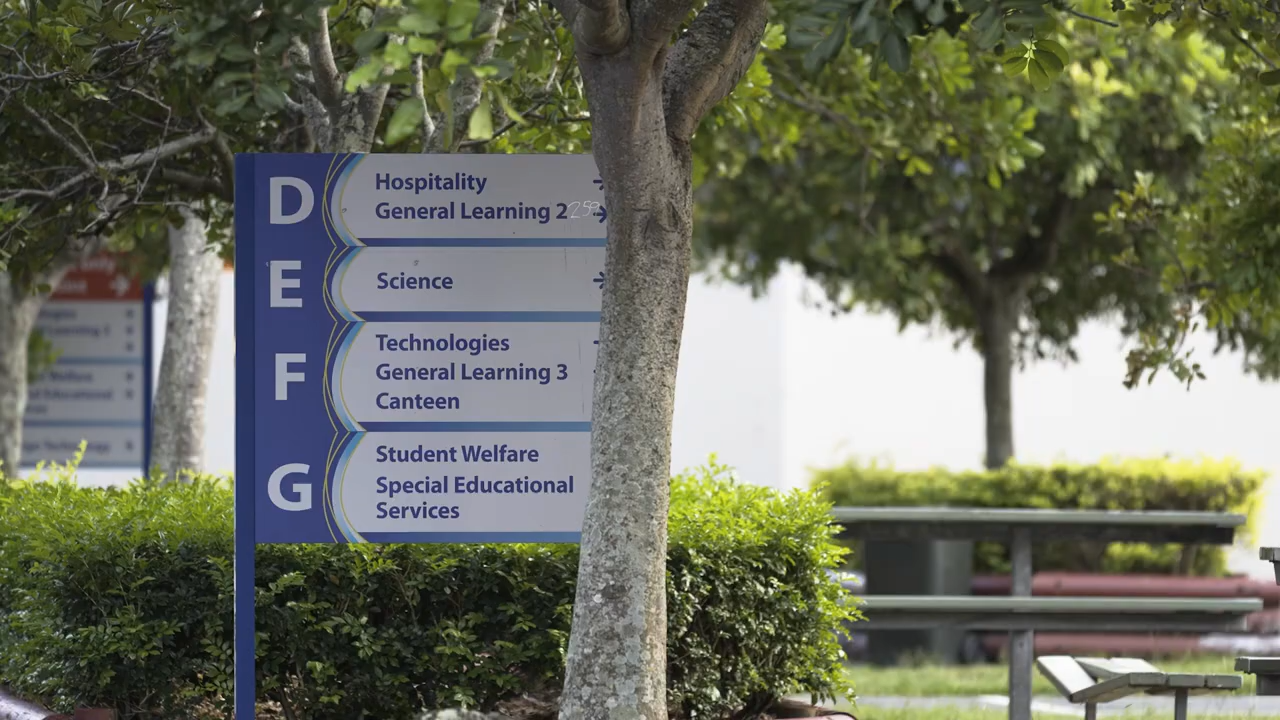 D
Hospitality
General Learning 2
E
Science
F
Technologies
General Learning 3
Canteen
G
Student Welfare
Special Educational
Services